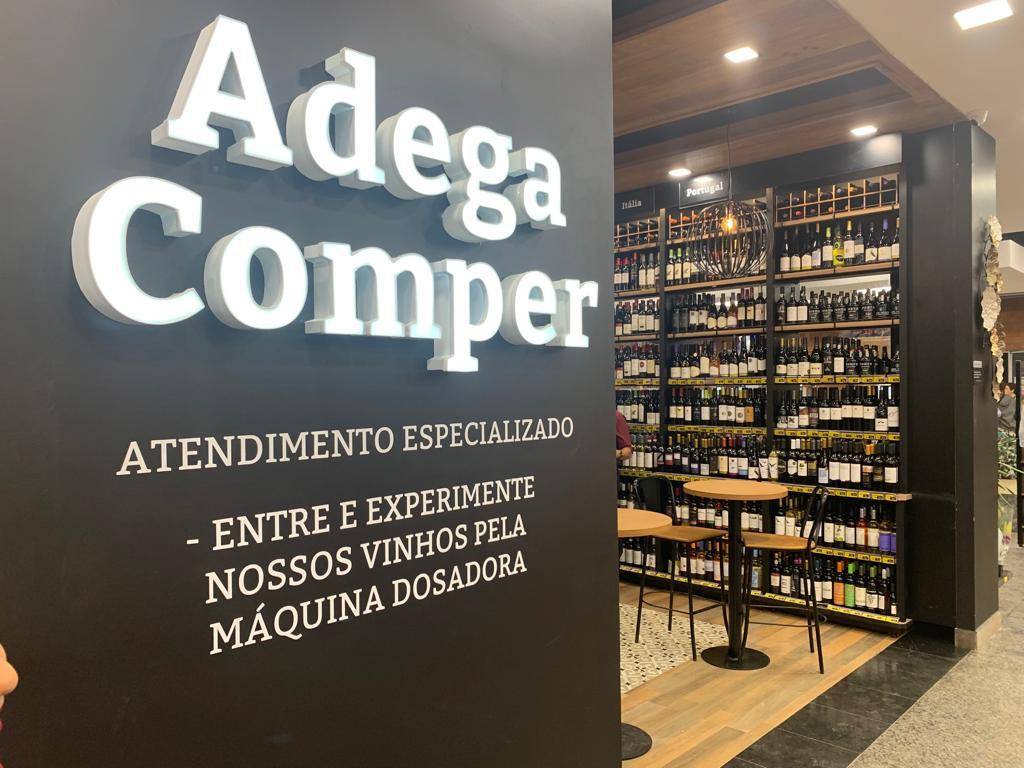 Adega
Comper
ATENDIMENTO ESPECIALIZADO
- ENTRE E EXPERIMENTE
NOSSOS VINHOS PELA
MÁQUINA DOSADORA
Itália
Portugal